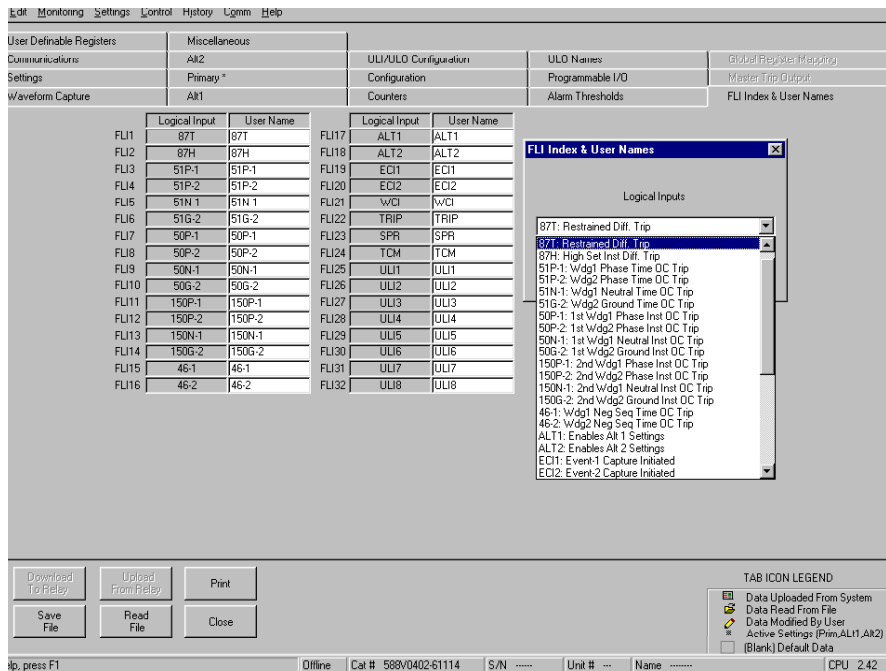 Edit Monitoring Settings Control History Comm Help
User Definable Registers Miscellaneous
Communications Alt2 ULI/ULO Configuration ULO Names Global Register Mapping
Settings Primary * Configuration Programmable I/O Master Trip Output
Waveform Capture Alt1 Counters Alarm Thresholds FLI Index & User Names
Logical Input User Name Logical Input User Name
FLI1 87T 87T FLI17 ALT1 ALT1
FLI2 87H 87H FLI18 ALT2 ALT2
FLI3 51P-1 51P-1 FLI19 ECI1 ECI1
FLI4 51P-2 51P-2 FLI20 ECI2 ECI2
FLI5 51N 1 51N 1 FLI21 WCI WCI
FLI6 51G-2 51G-2 FLI22 TRIP TRIP
FLI7 50P-1 50P-1 FLI23 SPR SPR
FLI8 50P-2 50P-2 FLI24 TCM TCM
FLI9 50N-1 50N-1 FLI25 ULI1 ULI1
FLI10 50G-2 50G-2 FLI26 ULI2 ULI2
FLI11 150P-1 150P-1 FLI27 ULI3 ULI3
FLI12 150P-2 150P-2 FLI28 ULI4 ULI4
FLI13 150N-1 150N-1 FLI29 ULI5 ULI5
FLI14 150G-2 150G-2 FLI30 ULI6 ULI6
FLI15 46-1 46-1 FLI31 ULI7 ULI7
FLI16 46-2 46-2 FLI32 ULI8 ULI8
FLI Index & User Names
Logical Inputs
87T: Restrained Diff. Trip
87T: Restrained Diff. Trip
87H: High Set Inst Diff. Trip
51P-1: Wdg1 Phase Time OC Trip
51P-2: Wdg2 Phase Time OC Trip
51N-1: Wdg1 Neutral Time OC Trip
51G-2: Wdg2 Ground Time OC Trip
50P-1: 1st Wdg1 Phase Inst OC Trip
50P-2: 1st Wdg2 Phase Inst OC Trip
50N-1: 1st Wdg1 Neutral Inst OC Trip
50G-2: 1st Wdg2 Ground Inst OC Trip
150P-1: 2nd Wdg1 Phase Inst OC Trip
150P-2: 2nd Wdg2 Phase Inst OC Trip
150N-1: 2nd Wdg1 Neutral Inst OC Trip
150G-2: 2nd Wdg2 Ground Inst OC Trip
46-1: Wdg1 Neg Seq Time OC Trip
46-2: Wdg2 Neg Seq Time OC Trip
ALT1: Enables Alt 1 Settings
ALT2: Enables Alt 2 Settings
ECI1: Event-1 Capture Initiated
ECI2: Event-2 Capture Initiated
Download To Relay
Upload From Relay
Print
Save File
Read File
Close
TAB ICON LEGEND
Data Uploaded From System
Data Read From File
Data Modified By User
Active Settings (Prim,ALt1,Alt2)
(Blank) Default Data
elp, press F1 Offline Cat # 588V0402-61114 S/N ------ Unit # --- Name -------- CPU 2.42